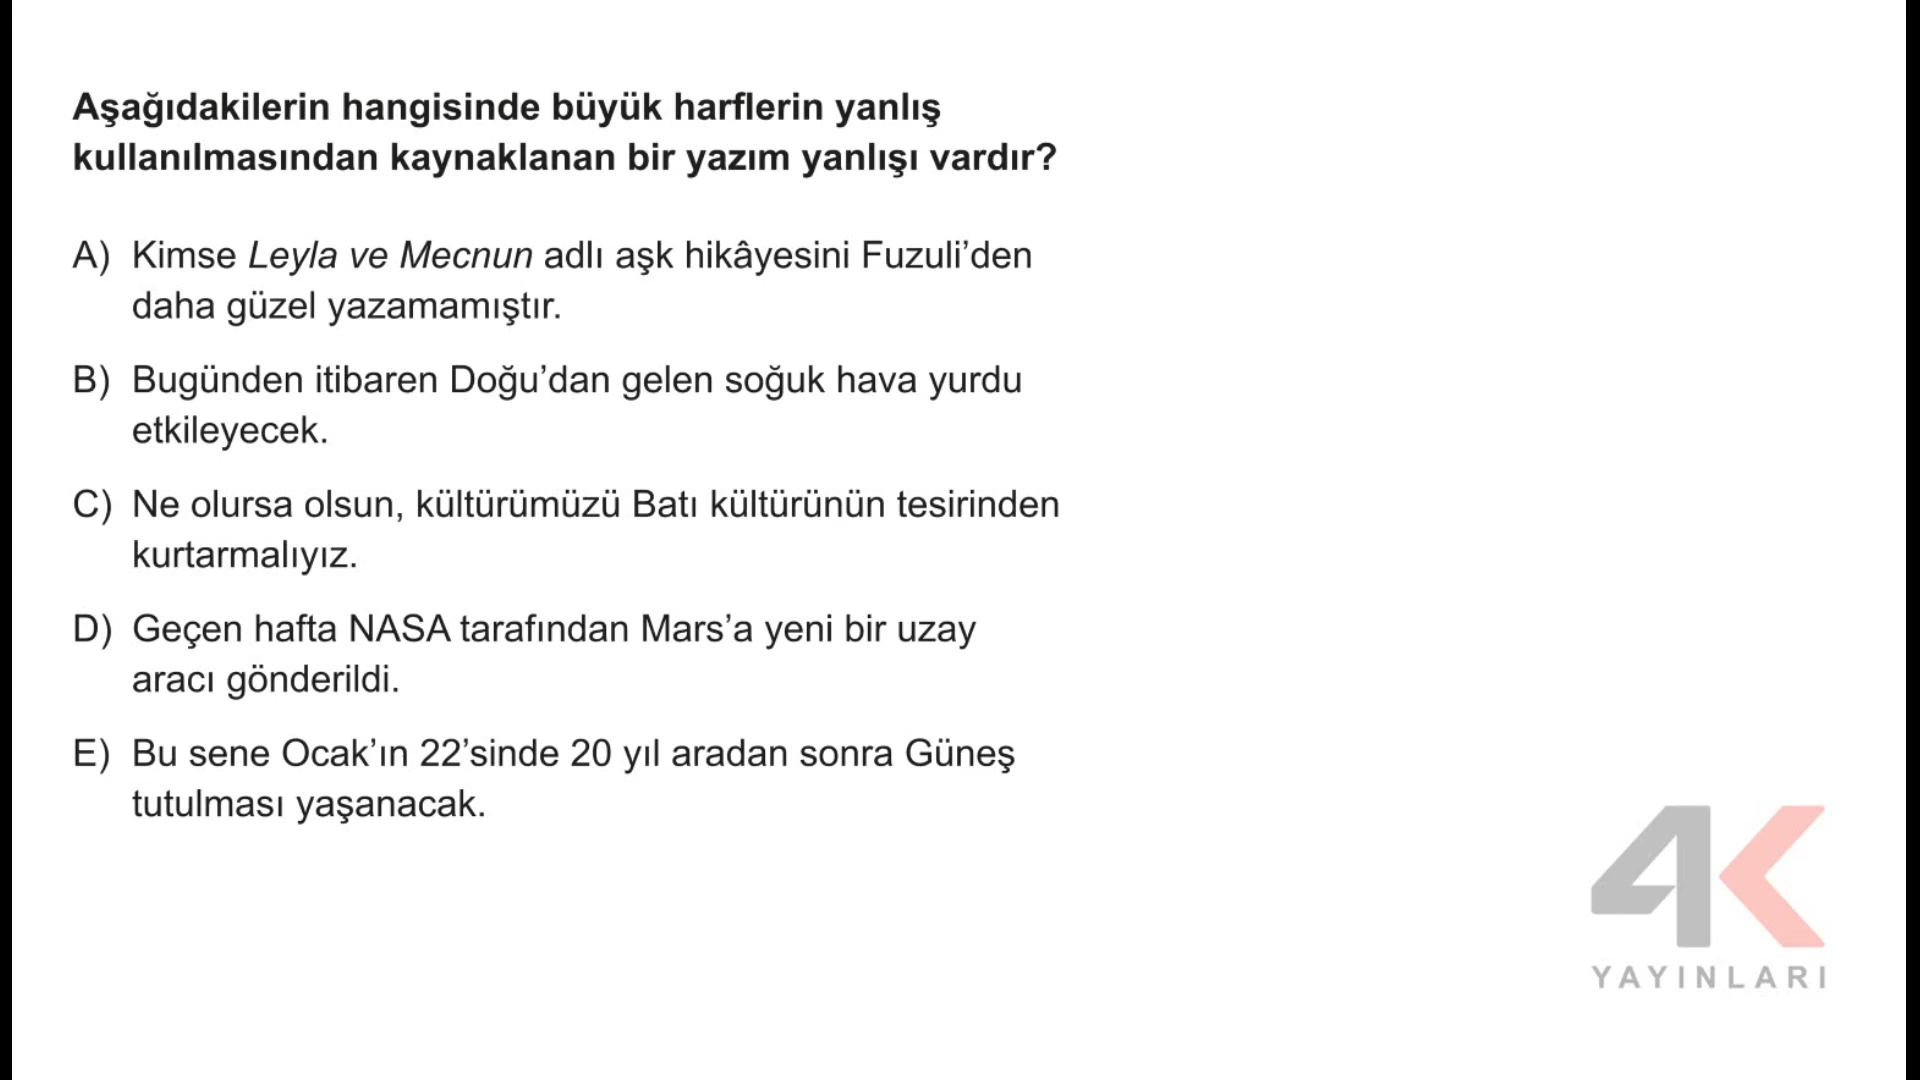 Aşağıdakilerin hangisinde büyük harflerin yanlış
kullanılmasından kaynaklanan bir yazım yanlışı vardır?
A) Kimse Leyla ve Mecnun adlı aşk hikâyesini Fuzuli’den
daha güzel yazamamıştır.
B) Bugünden itibaren Doğu’dan gelen soğuk hava yurdu
etkileyecek.
C) Ne olursa olsun, kültürümüzü Batı kültürünün tesirinden
kurtarmalıyız.
D) Geçen hafta NASA tarafından Mars’a yeni bir uzay
aracı gönderildi.
E) Bu sene Ocak’ın 22’sinde 20 yıl aradan sonra Güneş
tutulması yaşanacak.
4K
YAYINLARI